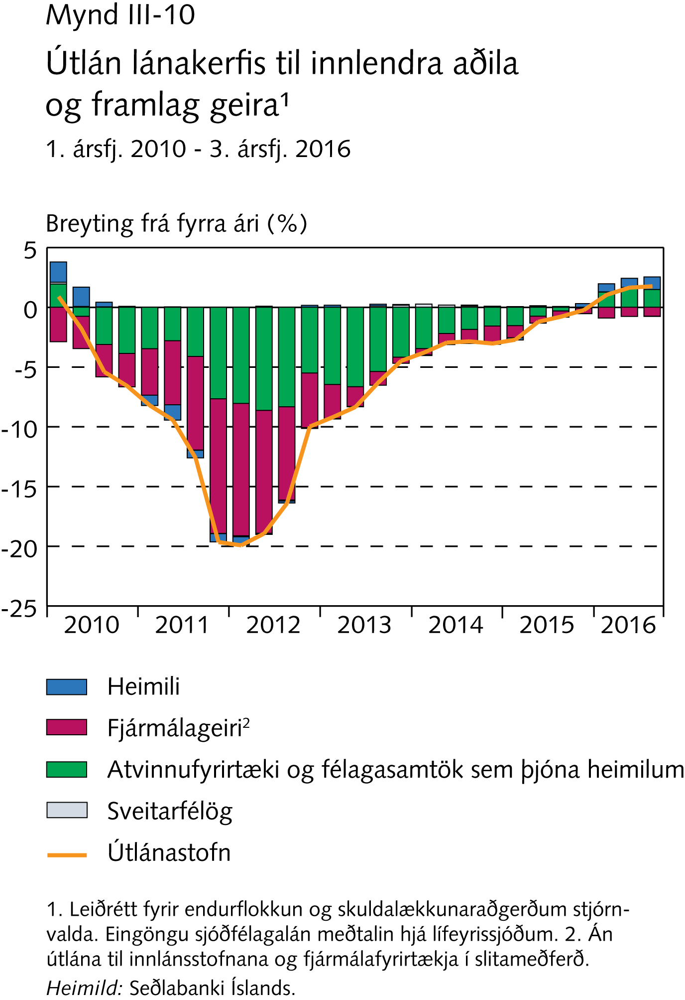 Mynd III-10
Útlán lánakerfis til innlendra aðila
og framlag geira¹
1. ársfj. 2010 - 3. ársfj. 2016
Breyting frá fyrra ári (%)
5
0
-5
-10
-15
-20
-25
2010 2011 2012 2013 2014 2015 2016
Heimili
Fjármálageiri²
Atvinnufyrirtæki og félagasamtök sem þjóna heimilum
Sveitarfélög
Útlánastofn
1. Leiðrétt fyrir endurflokkun og skuldalækkunaraðgerðum stjórn-
valda. Eingöngu sjóðfélagalán meðtalin hjá lífeyrissjóðum. 2. Án
útlána til innlánsstofnana og fjármálafyrirtækja í slitameðferð.
Heimild: Seðlabanki Íslands.